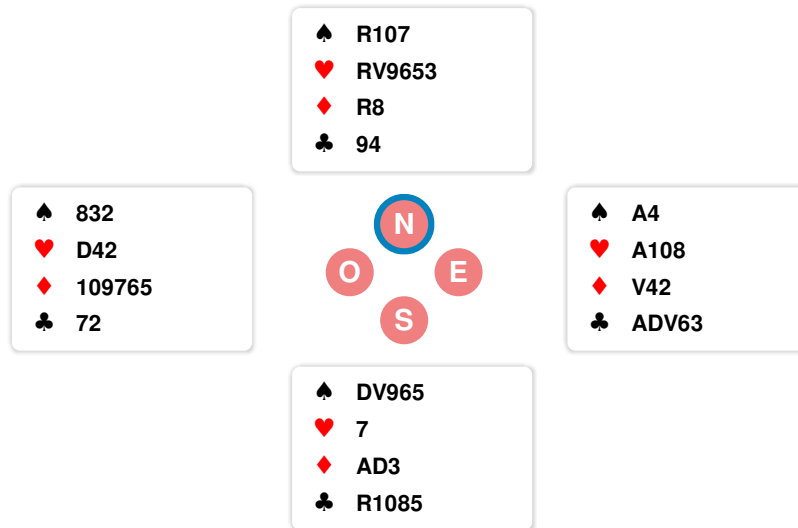 ♠ R107
♥ RV9653
♦ R8
♣ 94
♠ 832
♥ D42
♦ 109765
♣ 72
N
O E
S
♠ A4
♥ A108
♦ V42
♣ ADV63
♠ DV965
♥ 7
♦ AD3
♣ R1085